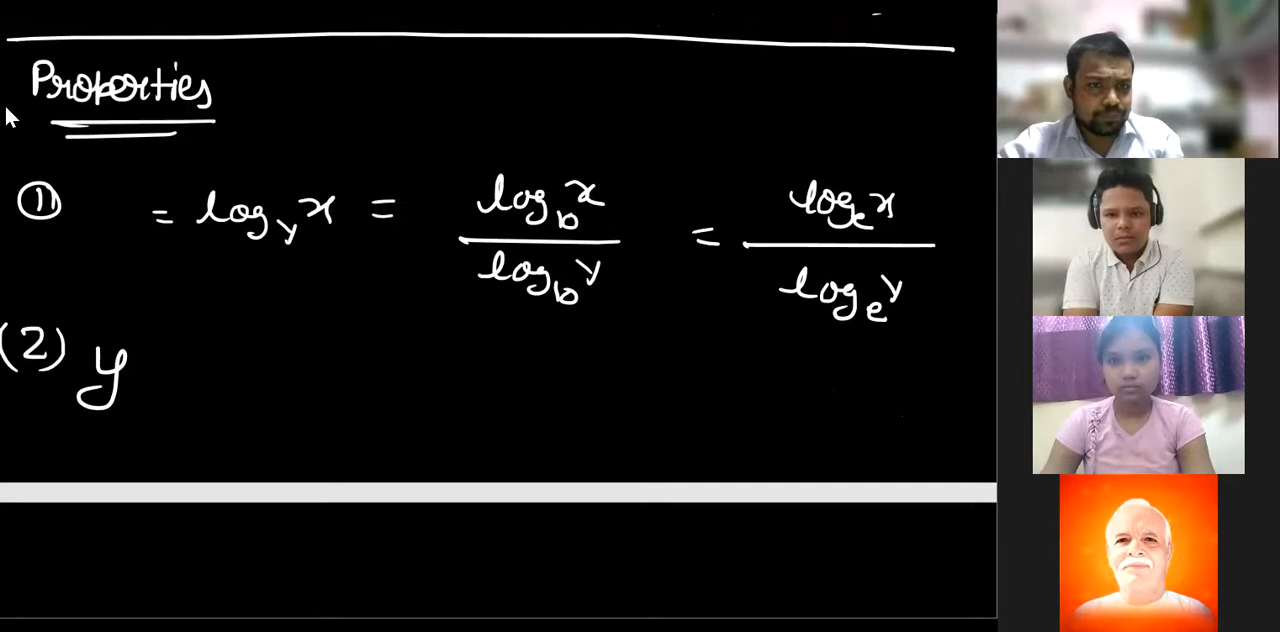 Properties
① = log_y x = log_b x / log_b y = log_e x / log_e y
(2) y